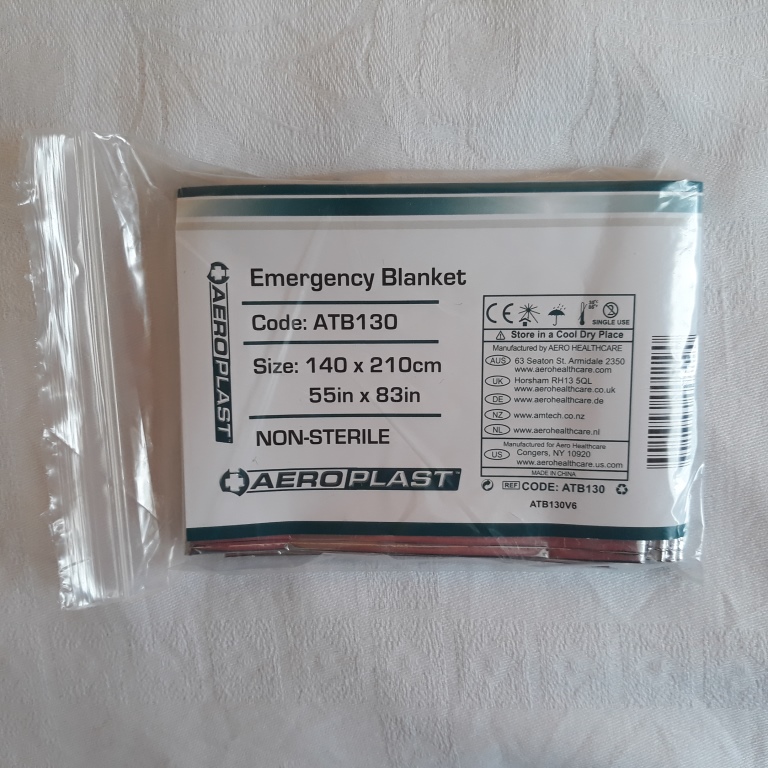 AEROPLAST
Emergency Blanket
Code: ATB130
Size: 140 x 210cm
55in x 83in
NON-STERILE
AEROPLAST
CE
SINGLE USE
Store in a Cool Dry Place
Manufactured by AERO HEALTHCARE
AUS 63 Seaton St. Armidale 2350
www.aerohealthcare.com
UK Horsham RH13 5QL
www.aerohealthcare.co.uk
DE www.aerohealthcare.de
NZ www.amtech.co.nz
NL www.aerohealthcare.nl
Manufactured for Aero Healthcare
US Congers, NY 10920
www.aerohealthcare.us.com
MADE IN CHINA
REF CODE: ATB130
ATB130V6